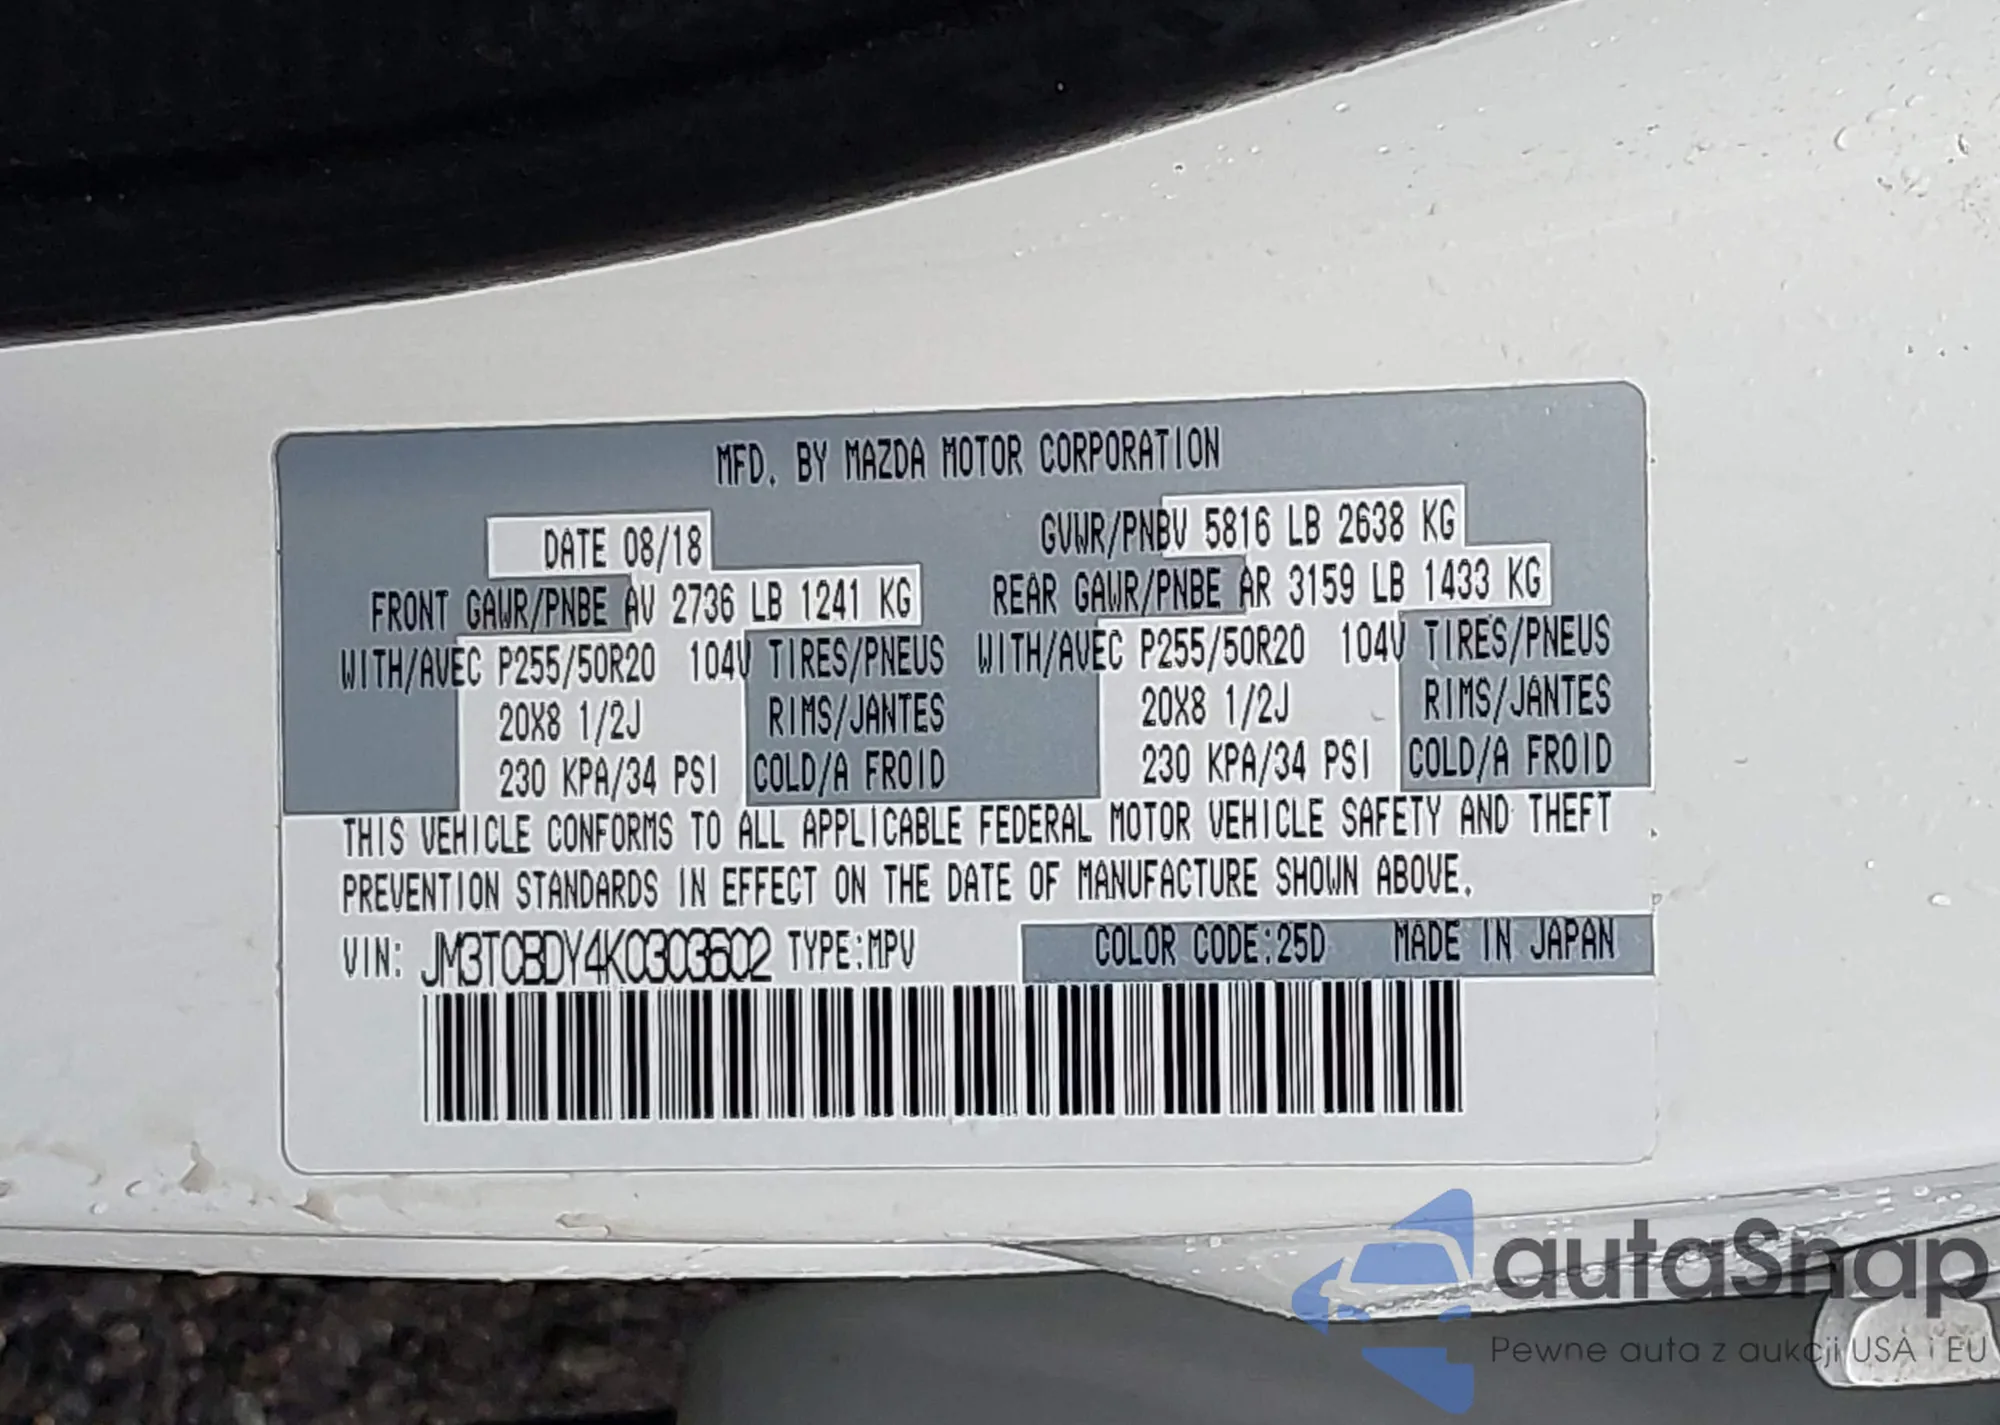 MFD. BY MAZDA MOTOR CORPORATION
DATE 08/18 GVWR/PNBV 5816 LB 2638 KG
FRONT GAWR/PNBE AV 2736 LB 1241 KG REAR GAWR/PNBE AR 3159 LB 1433 KG
WITH/AVEC P255/50R20 104V TIRES/PNEUS WITH/AVEC P255/50R20 104V TIRES/PNEUS
20X8 1/2J RIMS/JANTES 20X8 1/2J RIMS/JANTES
230 KPA/34 PSI COLD/A FROID 230 KPA/34 PSI COLD/A FROID
THIS VEHICLE CONFORMS TO ALL APPLICABLE FEDERAL MOTOR VEHICLE SAFETY AND THEFT
PREVENTION STANDARDS IN EFFECT ON THE DATE OF MANUFACTURE SHOWN ABOVE.
VIN: JM3TCBDY4K0303602 TYPE:MPV COLOR CODE:25D MADE IN JAPAN
autaSnap
Pewne auta z aukcji USA i EU